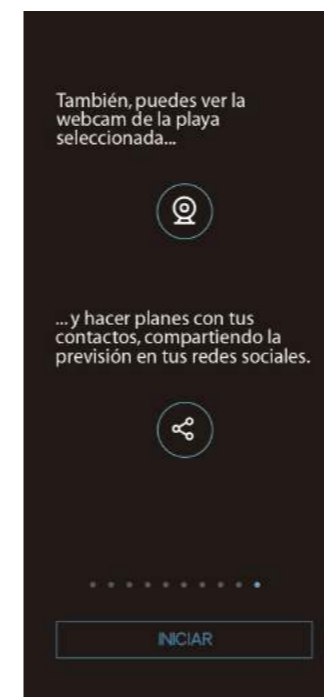 También, puedes ver la
webcam de la playa
seleccionada...
... y hacer planes con tus
contactos, compartiendo la
previsión en tus redes sociales.
INICIAR